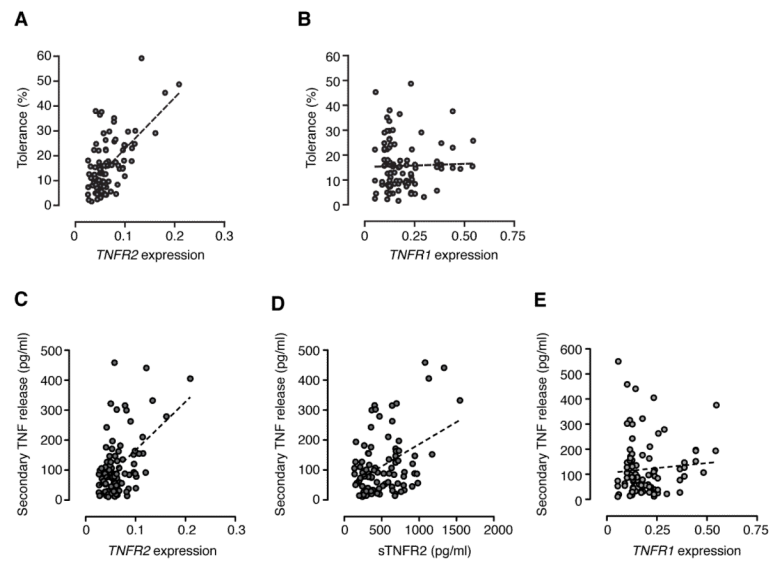 A
B
60
50
40
30
20
10
0
Tolerance (%)
0 0.1 0.2 0.3
TNFR2 expression
60
50
40
30
20
10
0
Tolerance (%)
0 0.25 0.50 0.75
TNFR1 expression
C
D
E
500
400
300
200
100
0
Secondary TNF release (pg/ml)
0 0.1 0.2 0.3
TNFR2 expression
500
400
300
200
100
0
Secondary TNF release (pg/ml)
0 500 1000 1500 2000
sTNFR2 (pg/ml)
600
500
400
300
200
100
0
Secondary TNF release (pg/ml)
0 0.25 0.50 0.75
TNFR1 expression